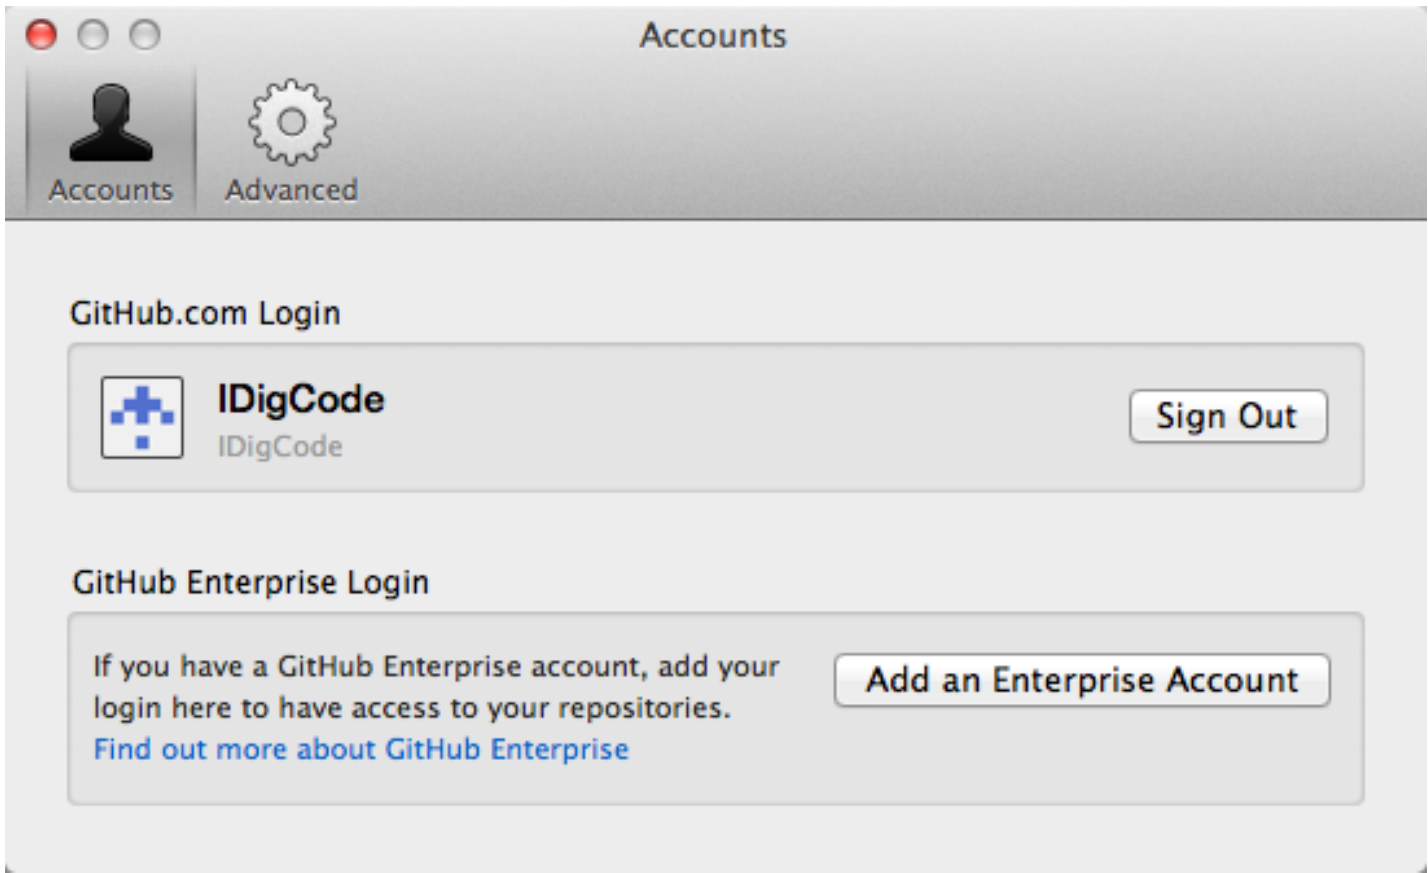 Accounts
Accounts
Advanced
GitHub.com Login
IDigCode
IDigCode
Sign Out
GitHub Enterprise Login
If you have a GitHub Enterprise account, add your
login here to have access to your repositories.
Find out more about GitHub Enterprise
Add an Enterprise Account